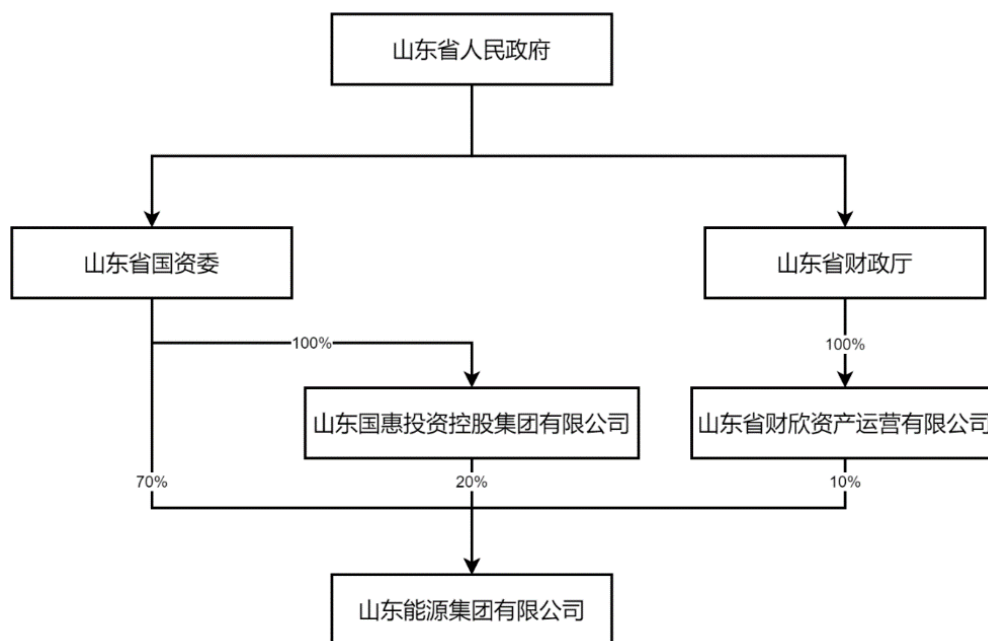 山东省人民政府
山东省国资委
山东省财政厅
100%
100%
山东国惠投资控股集团有限公司
山东省财欣资产运营有限公司
70%
20%
10%
山东能源集团有限公司